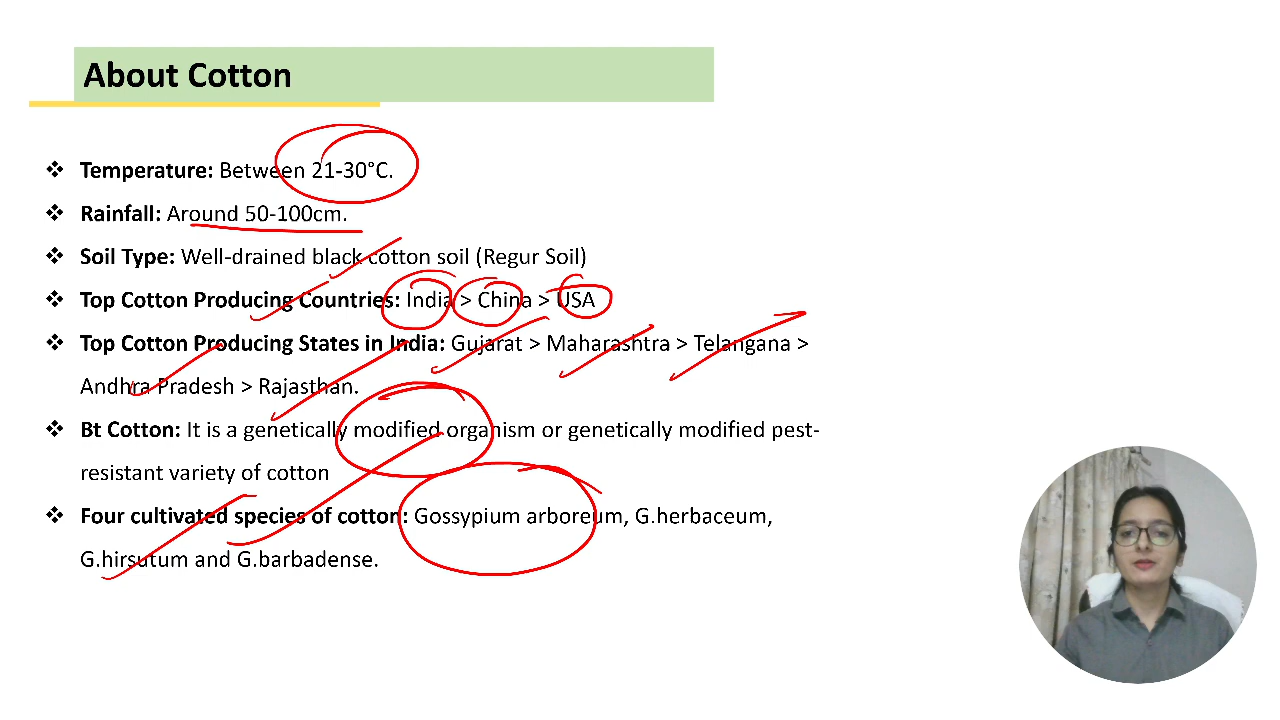 About Cotton
❖ Temperature: Between 21-30°C.
❖ Rainfall: Around 50-100cm.
❖ Soil Type: Well-drained black cotton soil (Regur Soil)
❖ Top Cotton Producing Countries: India > China > USA
❖ Top Cotton Producing States in India: Gujarat > Maharashtra > Telangana >
Andhra Pradesh > Rajasthan.
❖ Bt Cotton: It is a genetically modified organism or genetically modified pest-
resistant variety of cotton
❖ Four cultivated species of cotton: Gossypium arboreum, G.herbaceum,
G.hirsutum and G.barbadense.